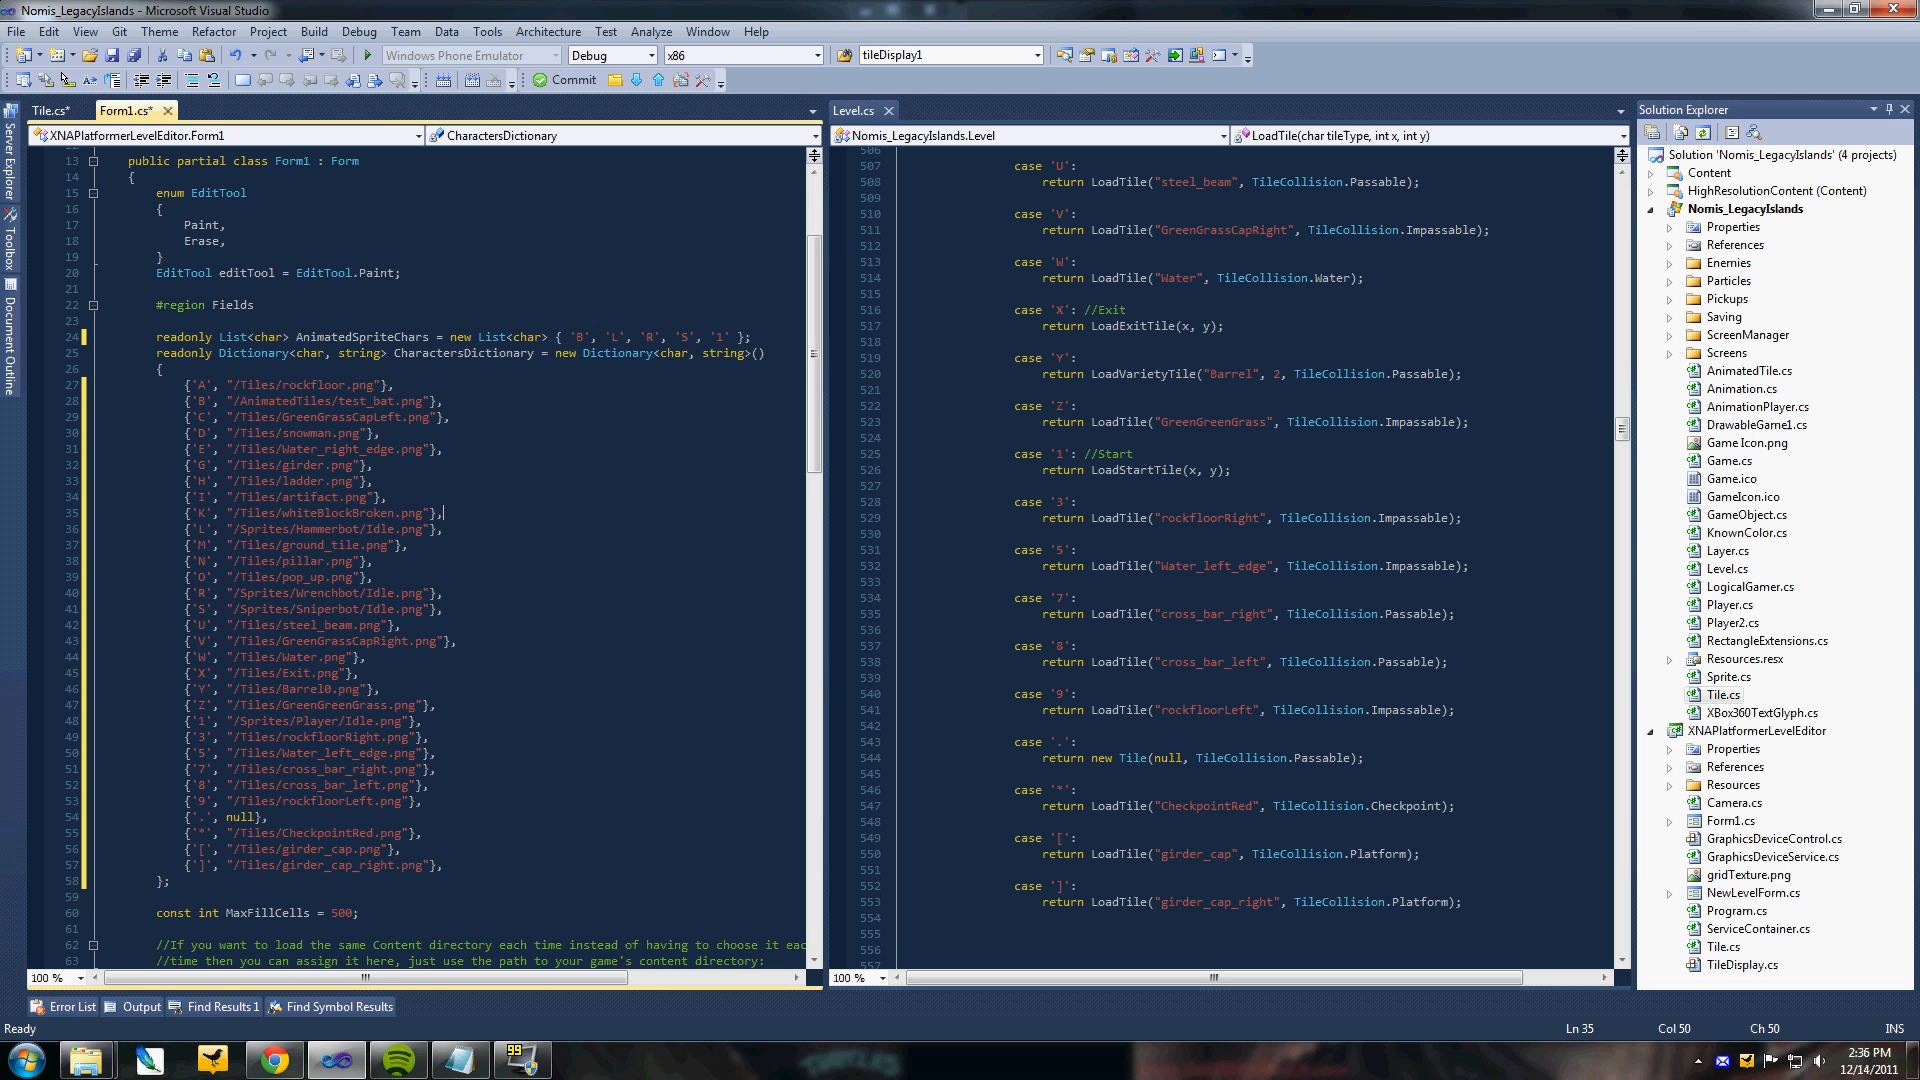 Nomis_LegacyIslands - Microsoft Visual Studio
File Edit View Git Theme Refactor Project Build Debug Team Data Tools Architecture Test Analyze Window Help
Windows Phone Emulator Debug x86 tileDisplay1
Commit
Server Explorer
Toolbox
Document Outline
Tile.cs* Form1.cs*
XNAPlatformerLevelEditor.Form1 CharactersDictionary
13 public partial class Form1 : Form
14 {
15 enum EditTool
16 {
17 Paint,
18 Erase,
19 }
20 EditTool editTool = EditTool.Paint;
21
22 #region Fields
23
24 readonly List<char> AnimatedSpriteChars = new List<char> { 'B', 'L', 'R', 'S', '1' };
25 readonly Dictionary<char, string> CharactersDictionary = new Dictionary<char, string>()
26 {
27 {'A', "/Tiles/rockfloor.png"},
28 {'B', "/AnimatedTiles/test_bat.png"},
29 {'C', "/Tiles/GreenGrassCapLeft.png"},
30 {'D', "/Tiles/snowman.png"},
31 {'E', "/Tiles/Water_right_edge.png"},
32 {'G', "/Tiles/girder.png"},
33 {'H', "/Tiles/ladder.png"},
34 {'I', "/Tiles/artifact.png"},
35 {'K', "/Tiles/whiteBlockBroken.png"},
36 {'L', "/Sprites/Hammerbot/Idle.png"},
37 {'M', "/Tiles/ground_tile.png"},
38 {'N', "/Tiles/pillar.png"},
39 {'O', "/Tiles/pop_up.png"},
40 {'R', "/Sprites/Wrenchbot/Idle.png"},
41 {'S', "/Sprites/Sniperbot/Idle.png"},
42 {'U', "/Tiles/steel_beam.png"},
43 {'V', "/Tiles/GreenGrassCapRight.png"},
44 {'W', "/Tiles/Water.png"},
45 {'X', "/Tiles/Exit.png"},
46 {'Y', "/Tiles/Barrel0.png"},
47 {'Z', "/Tiles/GreenGreenGrass.png"},
48 {'1', "/Sprites/Player/Idle.png"},
49 {'3', "/Tiles/rockfloorRight.png"},
50 {'5', "/Tiles/Water_left_edge.png"},
51 {'7', "/Tiles/cross_bar_right.png"},
52 {'8', "/Tiles/cross_bar_left.png"},
53 {'9', "/Tiles/rockfloorLeft.png"},
54 {'.', null},
55 {'*', "/Tiles/CheckpointRed.png"},
56 {'[', "/Tiles/girder_cap.png"},
57 {']', "/Tiles/girder_cap_right.png"},
58 };
59
60 const int MaxFillCells = 500;
61
62 //If you want to load the same Content directory each time instead of having to choose it eac
63 //time then you can assign it here, just use the path to your game's content directory:
100 %
Level.cs
Nomis_LegacyIslands.Level LoadTile(char tileType, int x, int y)
506
507 case 'U':
508 return LoadTile("steel_beam", TileCollision.Passable);
509
510 case 'V':
511 return LoadTile("GreenGrassCapRight", TileCollision.Impassable);
512
513 case 'W':
514 return LoadTile("Water", TileCollision.Water);
515
516 case 'X': //Exit
517 return LoadExitTile(x, y);
518
519 case 'Y':
520 return LoadVarietyTile("Barrel", 2, TileCollision.Passable);
521
522 case 'Z':
523 return LoadTile("GreenGreenGrass", TileCollision.Impassable);
524
525 case '1': //Start
526 return LoadStartTile(x, y);
527
528 case '3':
529 return LoadTile("rockfloorRight", TileCollision.Impassable);
530
531 case '5':
532 return LoadTile("Water_left_edge", TileCollision.Impassable);
533
534 case '7':
535 return LoadTile("cross_bar_right", TileCollision.Passable);
536
537 case '8':
538 return LoadTile("cross_bar_left", TileCollision.Passable);
539
540 case '9':
541 return LoadTile("rockfloorLeft", TileCollision.Impassable);
542
543 case '.':
544 return new Tile(null, TileCollision.Passable);
545
546 case '*':
547 return LoadTile("CheckpointRed", TileCollision.Checkpoint);
548
549 case '[':
550 return LoadTile("girder_cap", TileCollision.Platform);
551
552 case ']':
553 return LoadTile("girder_cap_right", TileCollision.Platform);
554
555
556
557
100 %
Solution Explorer
Solution 'Nomis_LegacyIslands' (4 projects)
Content
HighResolutionContent (Content)
Nomis_LegacyIslands
Properties
References
Enemies
Particles
Pickups
Saving
ScreenManager
Screens
AnimatedTile.cs
Animation.cs
AnimationPlayer.cs
DrawableGame1.cs
Game Icon.png
Game.cs
Game.ico
GameIcon.ico
GameObject.cs
KnownColor.cs
Layer.cs
Level.cs
LogicalGamer.cs
Player.cs
Player2.cs
RectangleExtensions.cs
Resources.resx
Sprite.cs
Tile.cs
XBox360TextGlyph.cs
XNAPlatformerLevelEditor
Properties
References
Resources
Camera.cs
Form1.cs
GraphicsDeviceControl.cs
GraphicsDeviceService.cs
gridTexture.png
NewLevelForm.cs
Program.cs
ServiceContainer.cs
Tile.cs
TileDisplay.cs
Error List Output Find Results 1 Find Symbol Results
Ready Ln 35 Col 50 Ch 50 INS
99
2:36 PM
12/14/2011